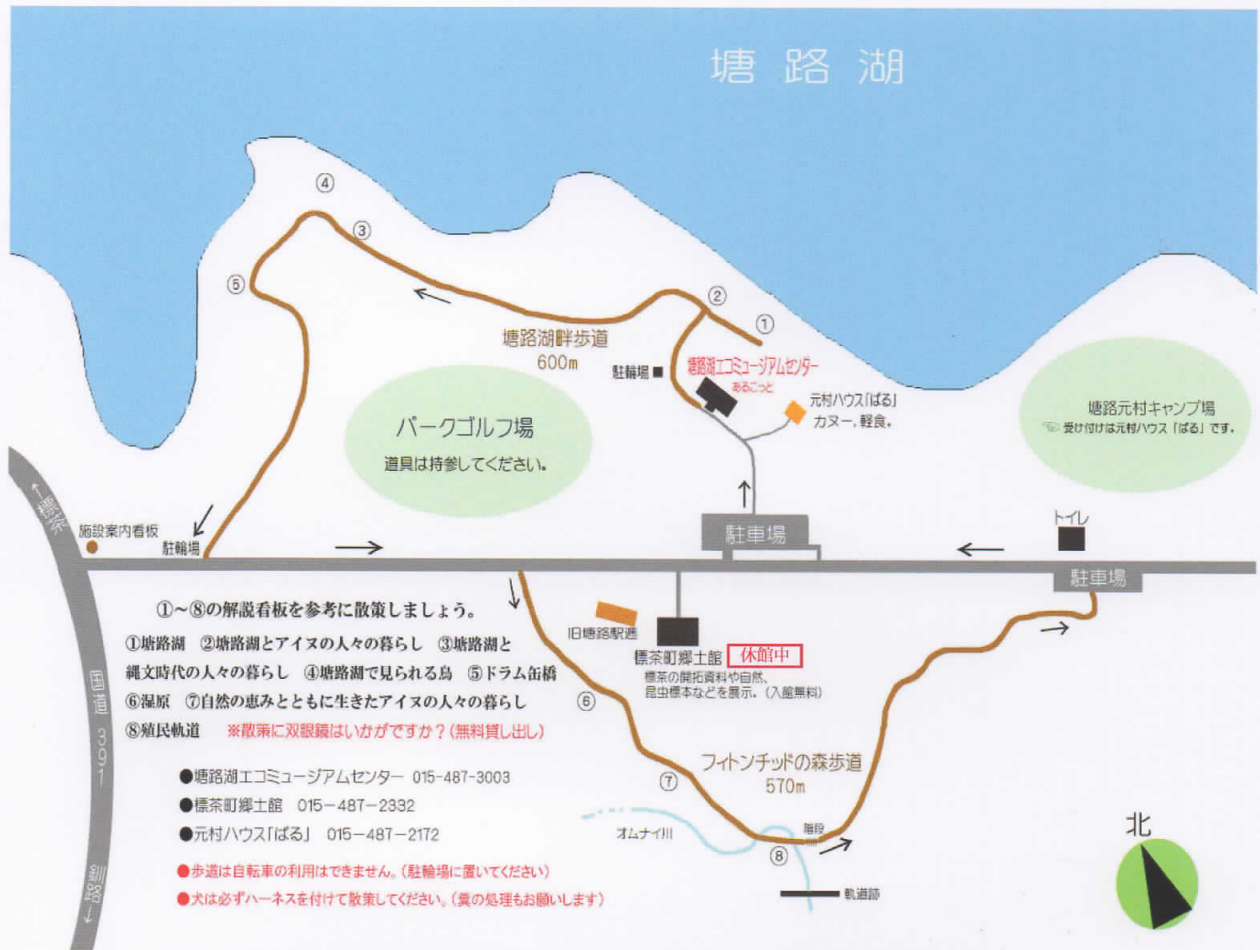 塘路湖
④
③
⑤
②
①
塘路湖畔歩道
600m
駐輪場
塘路湖エコミュージアムセンター
あるこっと
元村ハウス「ぱる」
カヌー,軽食。
塘路元村キャンプ場
☜ 受け付けは元村ハウス「ぱる」です。
パークゴルフ場
道具は持参してください。
←標茶
施設案内看板
駐輪場
駐車場
トイレ
駐車場
①～⑧の解説看板を参考に散策しましょう。
①塘路湖 ②塘路湖とアイヌの人々の暮らし ③塘路湖と
縄文時代の人々の暮らし ④塘路湖で見られる鳥 ⑤ドラム缶橋
⑥湿原 ⑦自然の恵みとともに生きたアイヌの人々の暮らし
⑧殖民軌道 ※散策に双眼鏡はいかがですか？(無料貸し出し)
旧塘路駅逓
標茶町郷土館 休館中
標茶の開拓資料や自然、
昆虫標本などを展示。(入館無料)
⑥
国道 391
⑦
フィトンチッドの森歩道
570m
●塘路湖エコミュージアムセンター 015-487-3003
●標茶町郷土館 015-487-2332
●元村ハウス「ぱる」 015-487-2172
オムナイ川
階段
⑧
北
●歩道は自転車の利用はできません。(駐輪場に置いてください)
●犬は必ずハーネスを付けて散策してください。(糞の処理もお願いします)
軌道跡
釧路→